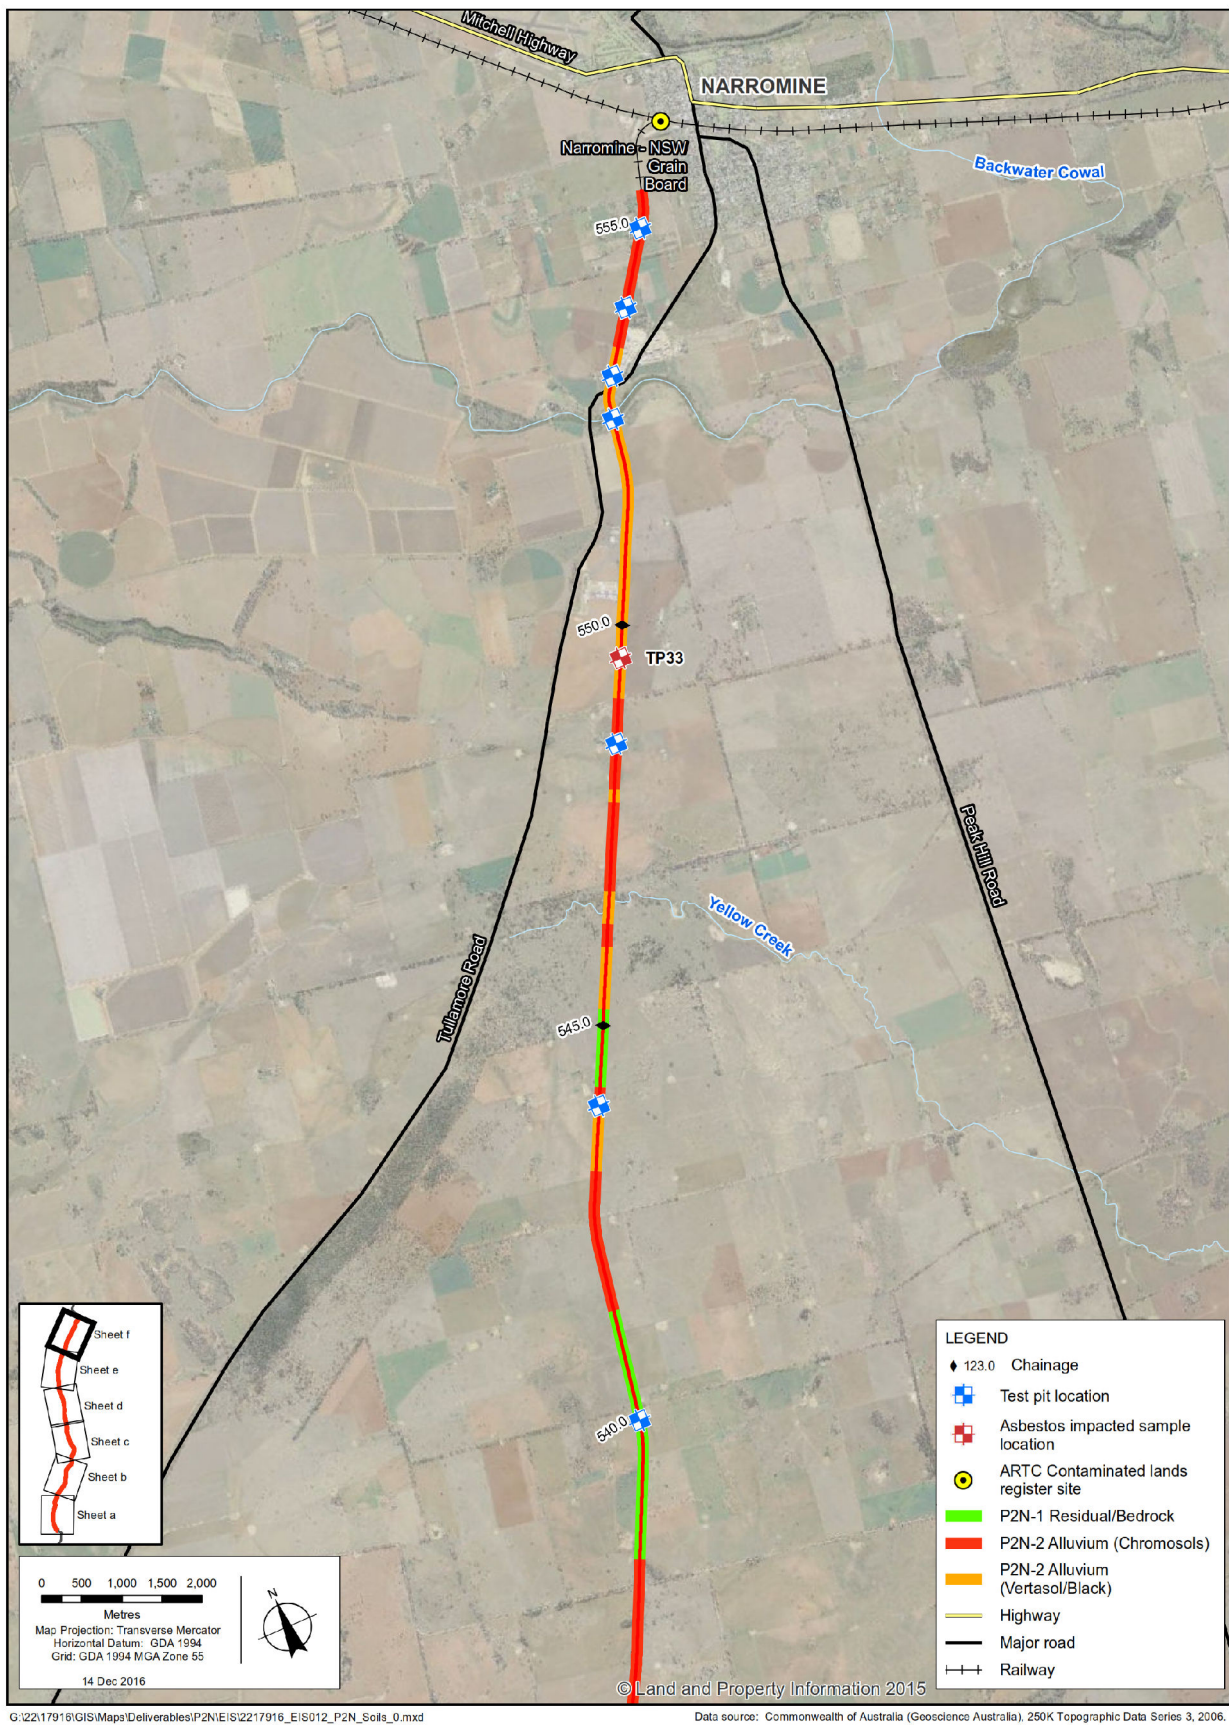 Mitchell Highway
NARROMINE
Narromine - NSW
Grain
Board
Backwater Cowal
555.0
550.0
TP33
Peak Hill Road
Yellow Creek
Tullamore Road
545.0
540.0
Sheet f
Sheet e
Sheet d
Sheet c
Sheet b
Sheet a
0 500 1,000 1,500 2,000
Metres
Map Projection: Transverse Mercator
Horizontal Datum: GDA 1994
Grid: GDA 1994 MGA Zone 55
14 Dec 2016
N
LEGEND
123.0 Chainage
Test pit location
Asbestos impacted sample
location
ARTC Contaminated lands
register site
P2N-1 Residual/Bedrock
P2N-2 Alluvium (Chromosols)
P2N-2 Alluvium
(Vertasol/Black)
Highway
Major road
Railway
© Land and Property Information 2015
G:\22\17916\GIS\Maps\Deliverables\P2N\EIS\2217916_EIS012_P2N_Soils_0.mxd
Data source: Commonwealth of Australia (Geoscience Australia), 250K Topographic Data Series 3, 2006.